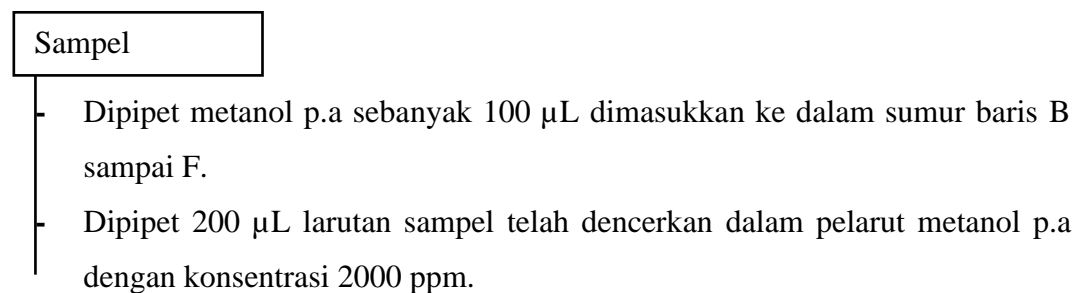 Sampel
- Dipipet metanol p.a sebanyak 100 µL dimasukkan ke dalam sumur baris B
sampai F.
- Dipipet 200 µL larutan sampel telah dencerkan dalam pelarut metanol p.a
dengan konsentrasi 2000 ppm.